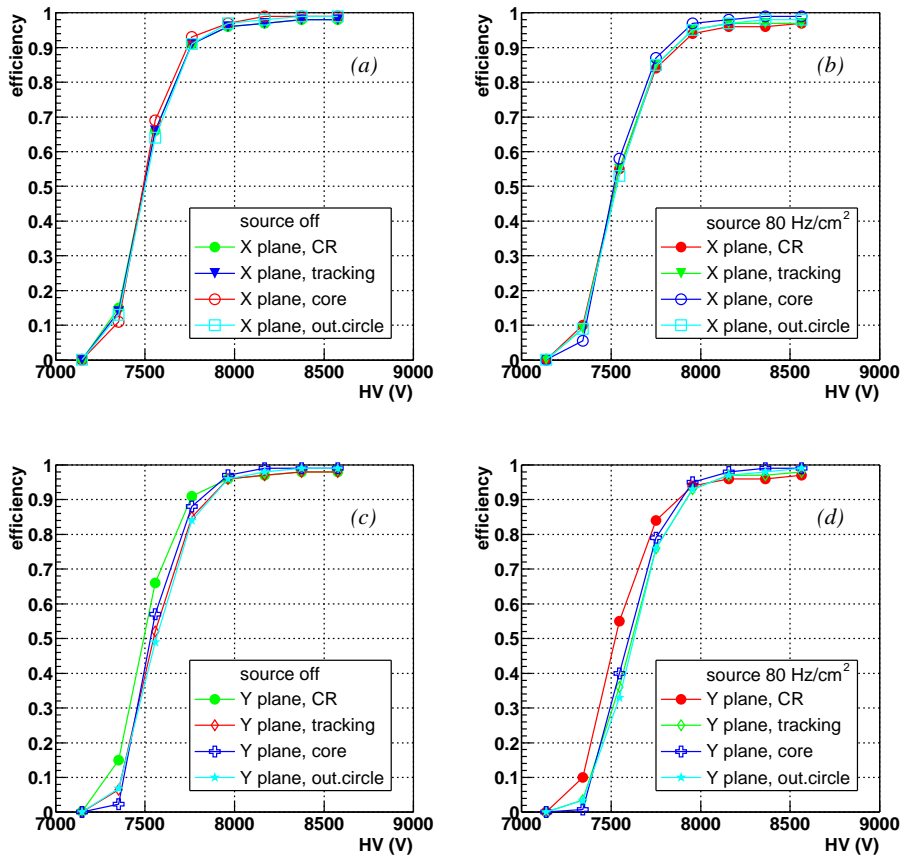 efficiency
1
0.9
0.8
0.7
0.6
0.5
0.4
0.3
0.2
0.1
0
(a)
source off
X plane, CR
X plane, tracking
X plane, core
X plane, out.circle
7000 7500 8000 8500 9000
HV (V)
efficiency
1
0.9
0.8
0.7
0.6
0.5
0.4
0.3
0.2
0.1
0
(b)
source 80 Hz/cm²
X plane, CR
X plane, tracking
X plane, core
X plane, out.circle
7000 7500 8000 8500 9000
HV (V)
efficiency
1
0.9
0.8
0.7
0.6
0.5
0.4
0.3
0.2
0.1
0
(c)
source off
Y plane, CR
Y plane, tracking
Y plane, core
Y plane, out.circle
7000 7500 8000 8500 9000
HV (V)
efficiency
1
0.9
0.8
0.7
0.6
0.5
0.4
0.3
0.2
0.1
0
(d)
source 80 Hz/cm²
Y plane, CR
Y plane, tracking
Y plane, core
Y plane, out.circle
7000 7500 8000 8500 9000
HV (V)